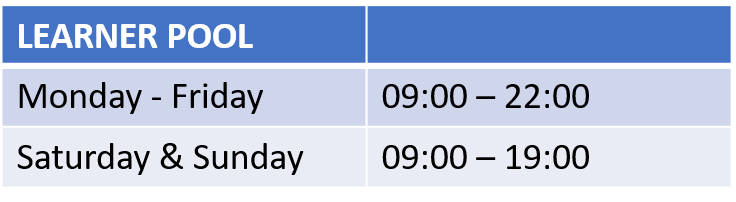 LEARNER POOL
Monday - Friday 09:00 – 22:00
Saturday & Sunday 09:00 – 19:00